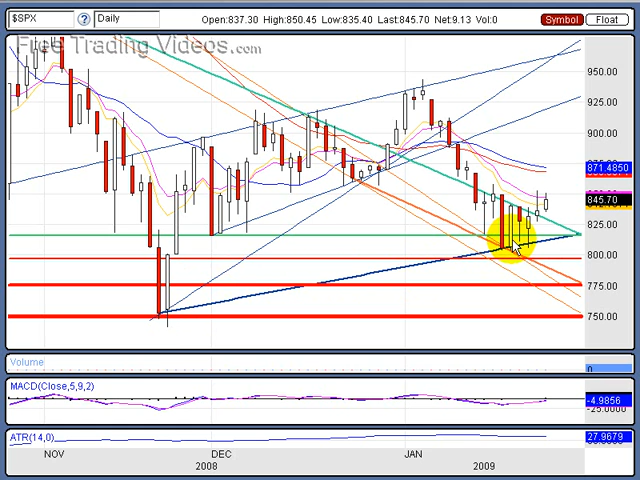 $SPX ? Daily Open:837.30 High:850.45 Low:835.40 Last:845.70 Net:9.13 Vol:0 Symbol Float
Free Trading Videos.com
950.00
925.00
900.00
871.4850
845.70
825.00
800.00
775.00
750.00
Volume
0
MACD(Close,5,9,2)
-4.9856
-25.0000
ATR(14,0)
27.9679
NOV DEC JAN
2008 2009